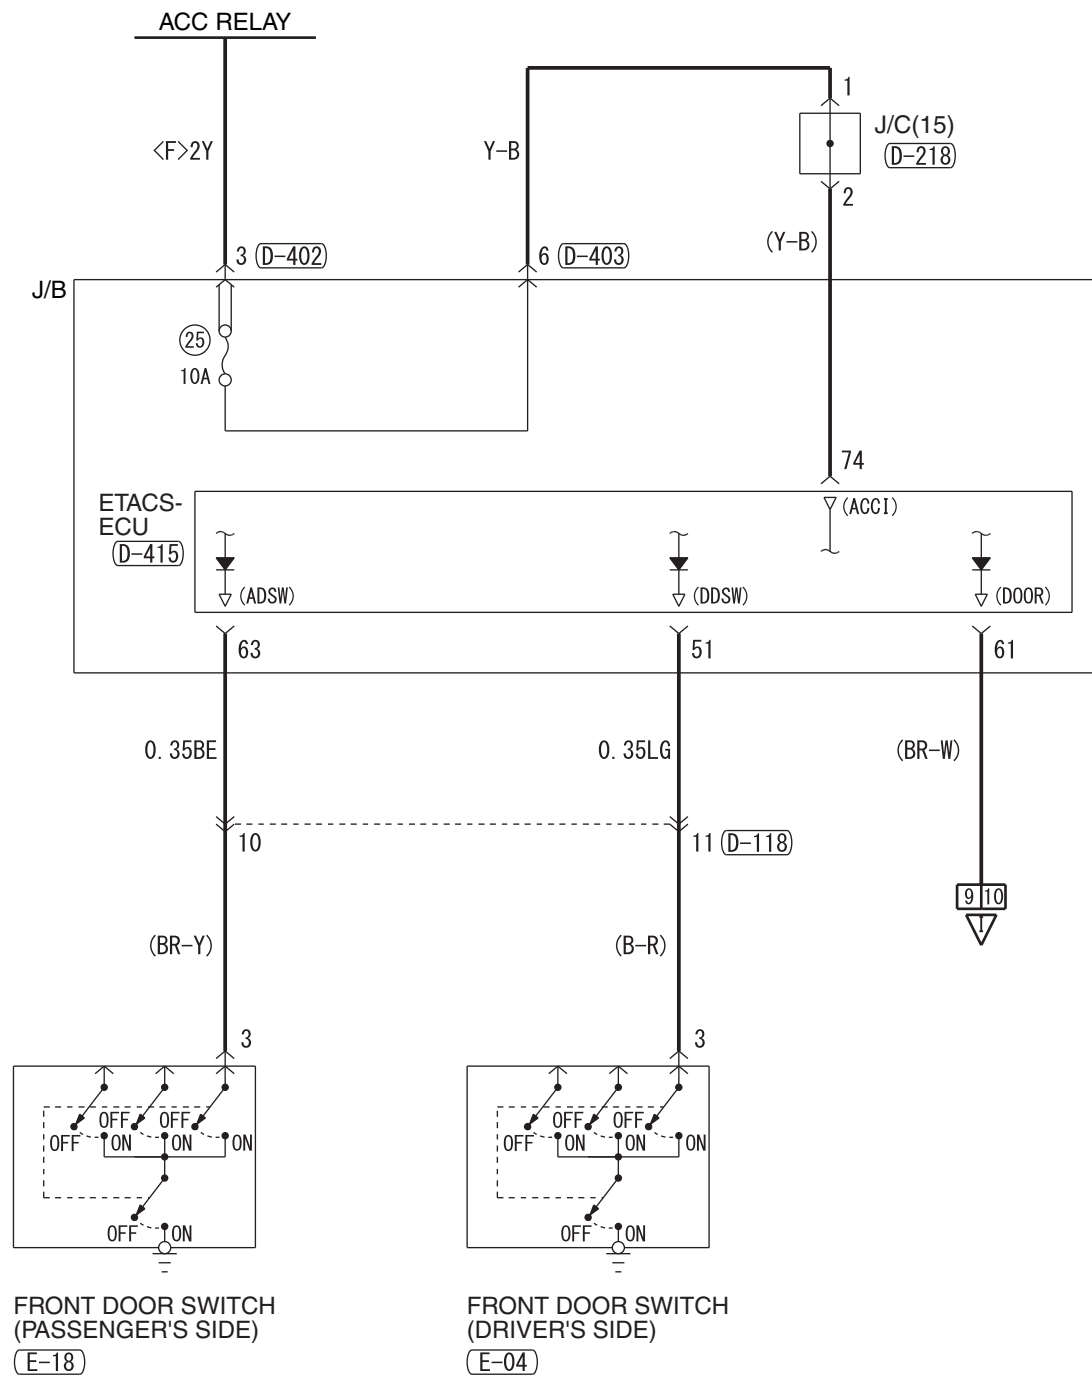 ACC RELAY
1
J/C(15)
<F>2Y
Y-B
(D-218)
2
(Y-B)
3 (D-402)
6 (D-403)
J/B
25
10A
74
ETACS-
ECU
(D-415)
(ACCI)
(ADSW)
(DDSW)
(DOOR)
63
51
61
0.35BE
0.35LG
(BR-W)
10
11 (D-118)
9 10
I
(BR-Y)
(B-R)
3
3
OFF OFF
OFF ON ON ON
OFF ON
OFF OFF
OFF ON ON ON
OFF ON
FRONT DOOR SWITCH
(PASSENGER'S SIDE)
(E-18)
FRONT DOOR SWITCH
(DRIVER'S SIDE)
(E-04)